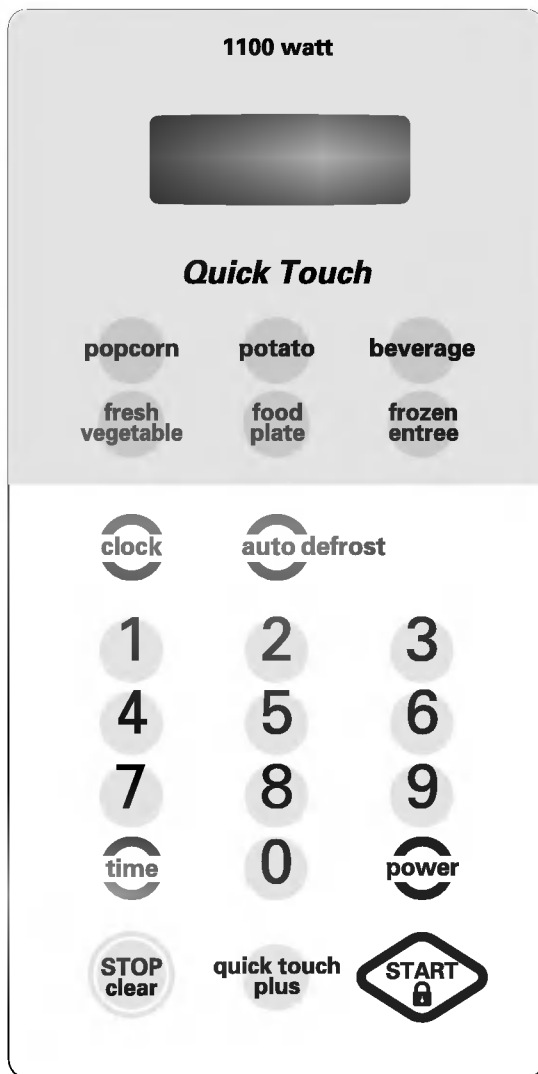 1100 watt
Quick Touch
popcorn potato beverage
fresh vegetable food plate frozen entree
clock auto defrost
1 2 3
4 5 6
7 8 9
time 0 power
STOP clear quick touch plus START